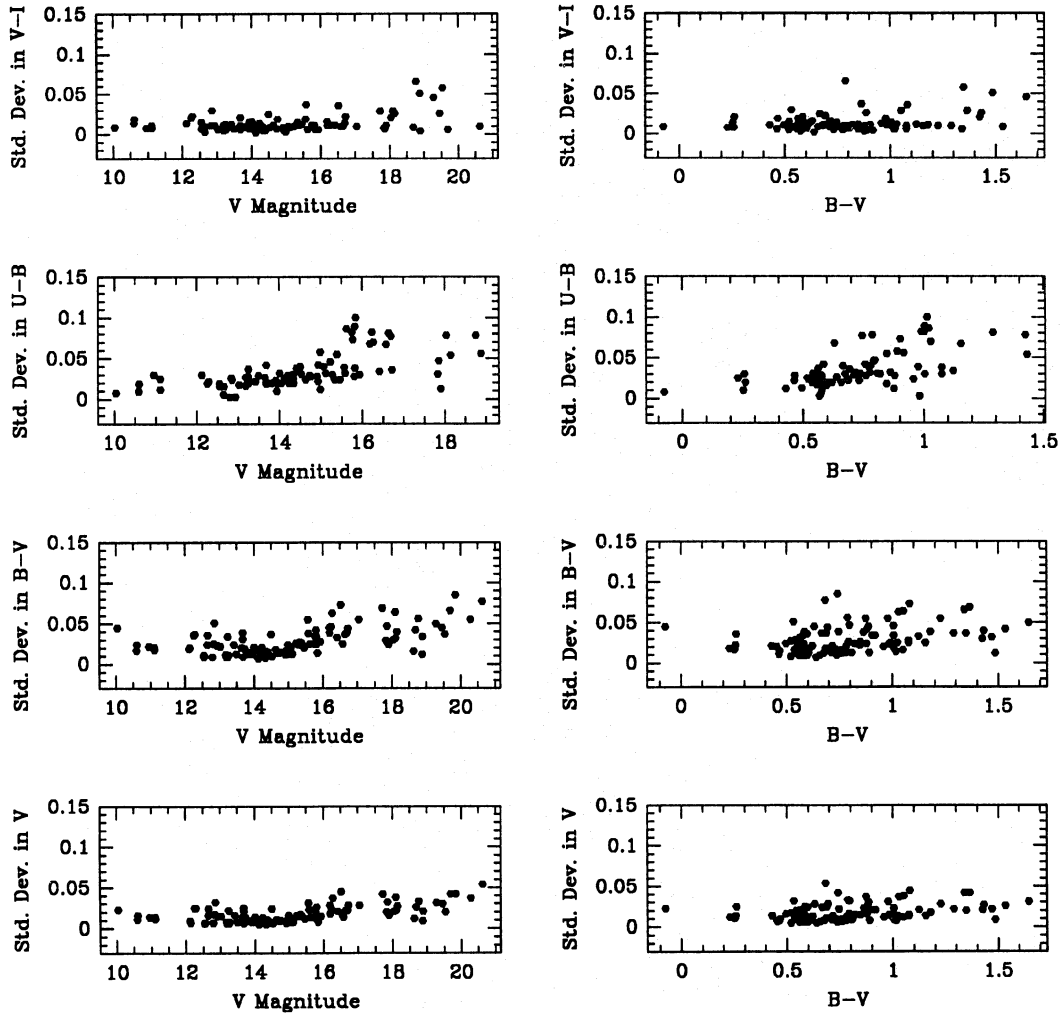 Std. Dev. in V-I
0.15
0.1
0.05
0
10 12 14 16 18 20
V Magnitude
Std. Dev. in V-I
0.15
0.1
0.05
0
0 0.5 1 1.5
B-V
Std. Dev. in U-B
0.15
0.1
0.05
0
10 12 14 16 18
V Magnitude
Std. Dev. in U-B
0.15
0.1
0.05
0
0 0.5 1 1.5
B-V
Std. Dev. in B-V
0.15
0.1
0.05
0
10 12 14 16 18 20
V Magnitude
Std. Dev. in B-V
0.15
0.1
0.05
0
0 0.5 1 1.5
B-V
Std. Dev. in V
0.15
0.1
0.05
0
10 12 14 16 18 20
V Magnitude
Std. Dev. in V
0.15
0.1
0.05
0
0 0.5 1 1.5
B-V